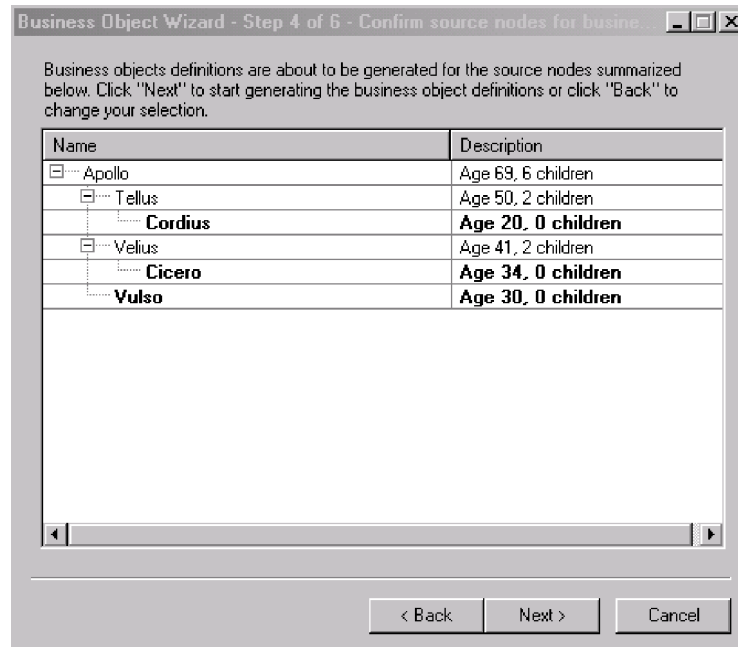 Business Object Wizard - Step 4 of 6 - Confirm source nodes for busine...
Business objects definitions are about to be generated for the source nodes summarized
below. Click "Next" to start generating the business object definitions or click "Back" to
change your selection.
Name Description
Apollo Age 69, 6 children
Tellus Age 50, 2 children
Cordius Age 20, 0 children
Velius Age 41, 2 children
Cicero Age 34, 0 children
Vulso Age 30, 0 children
< Back Next > Cancel